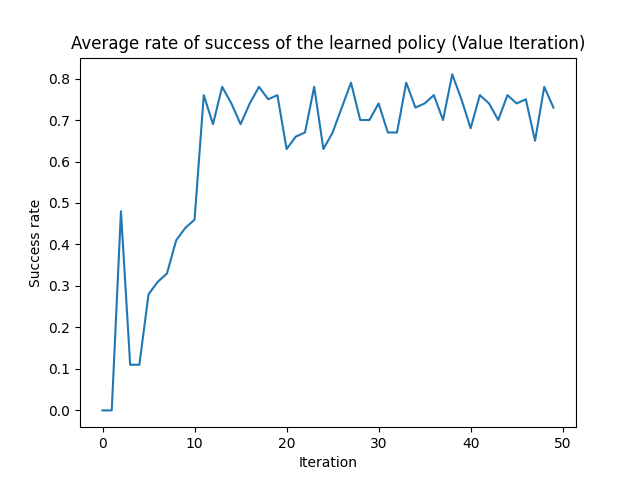 Average rate of success of the learned policy (Value Iteration)
0.8
0.7
0.6
0.5
0.4
0.3
0.2
0.1
0.0
Success rate
0 10 20 30 40 50
Iteration